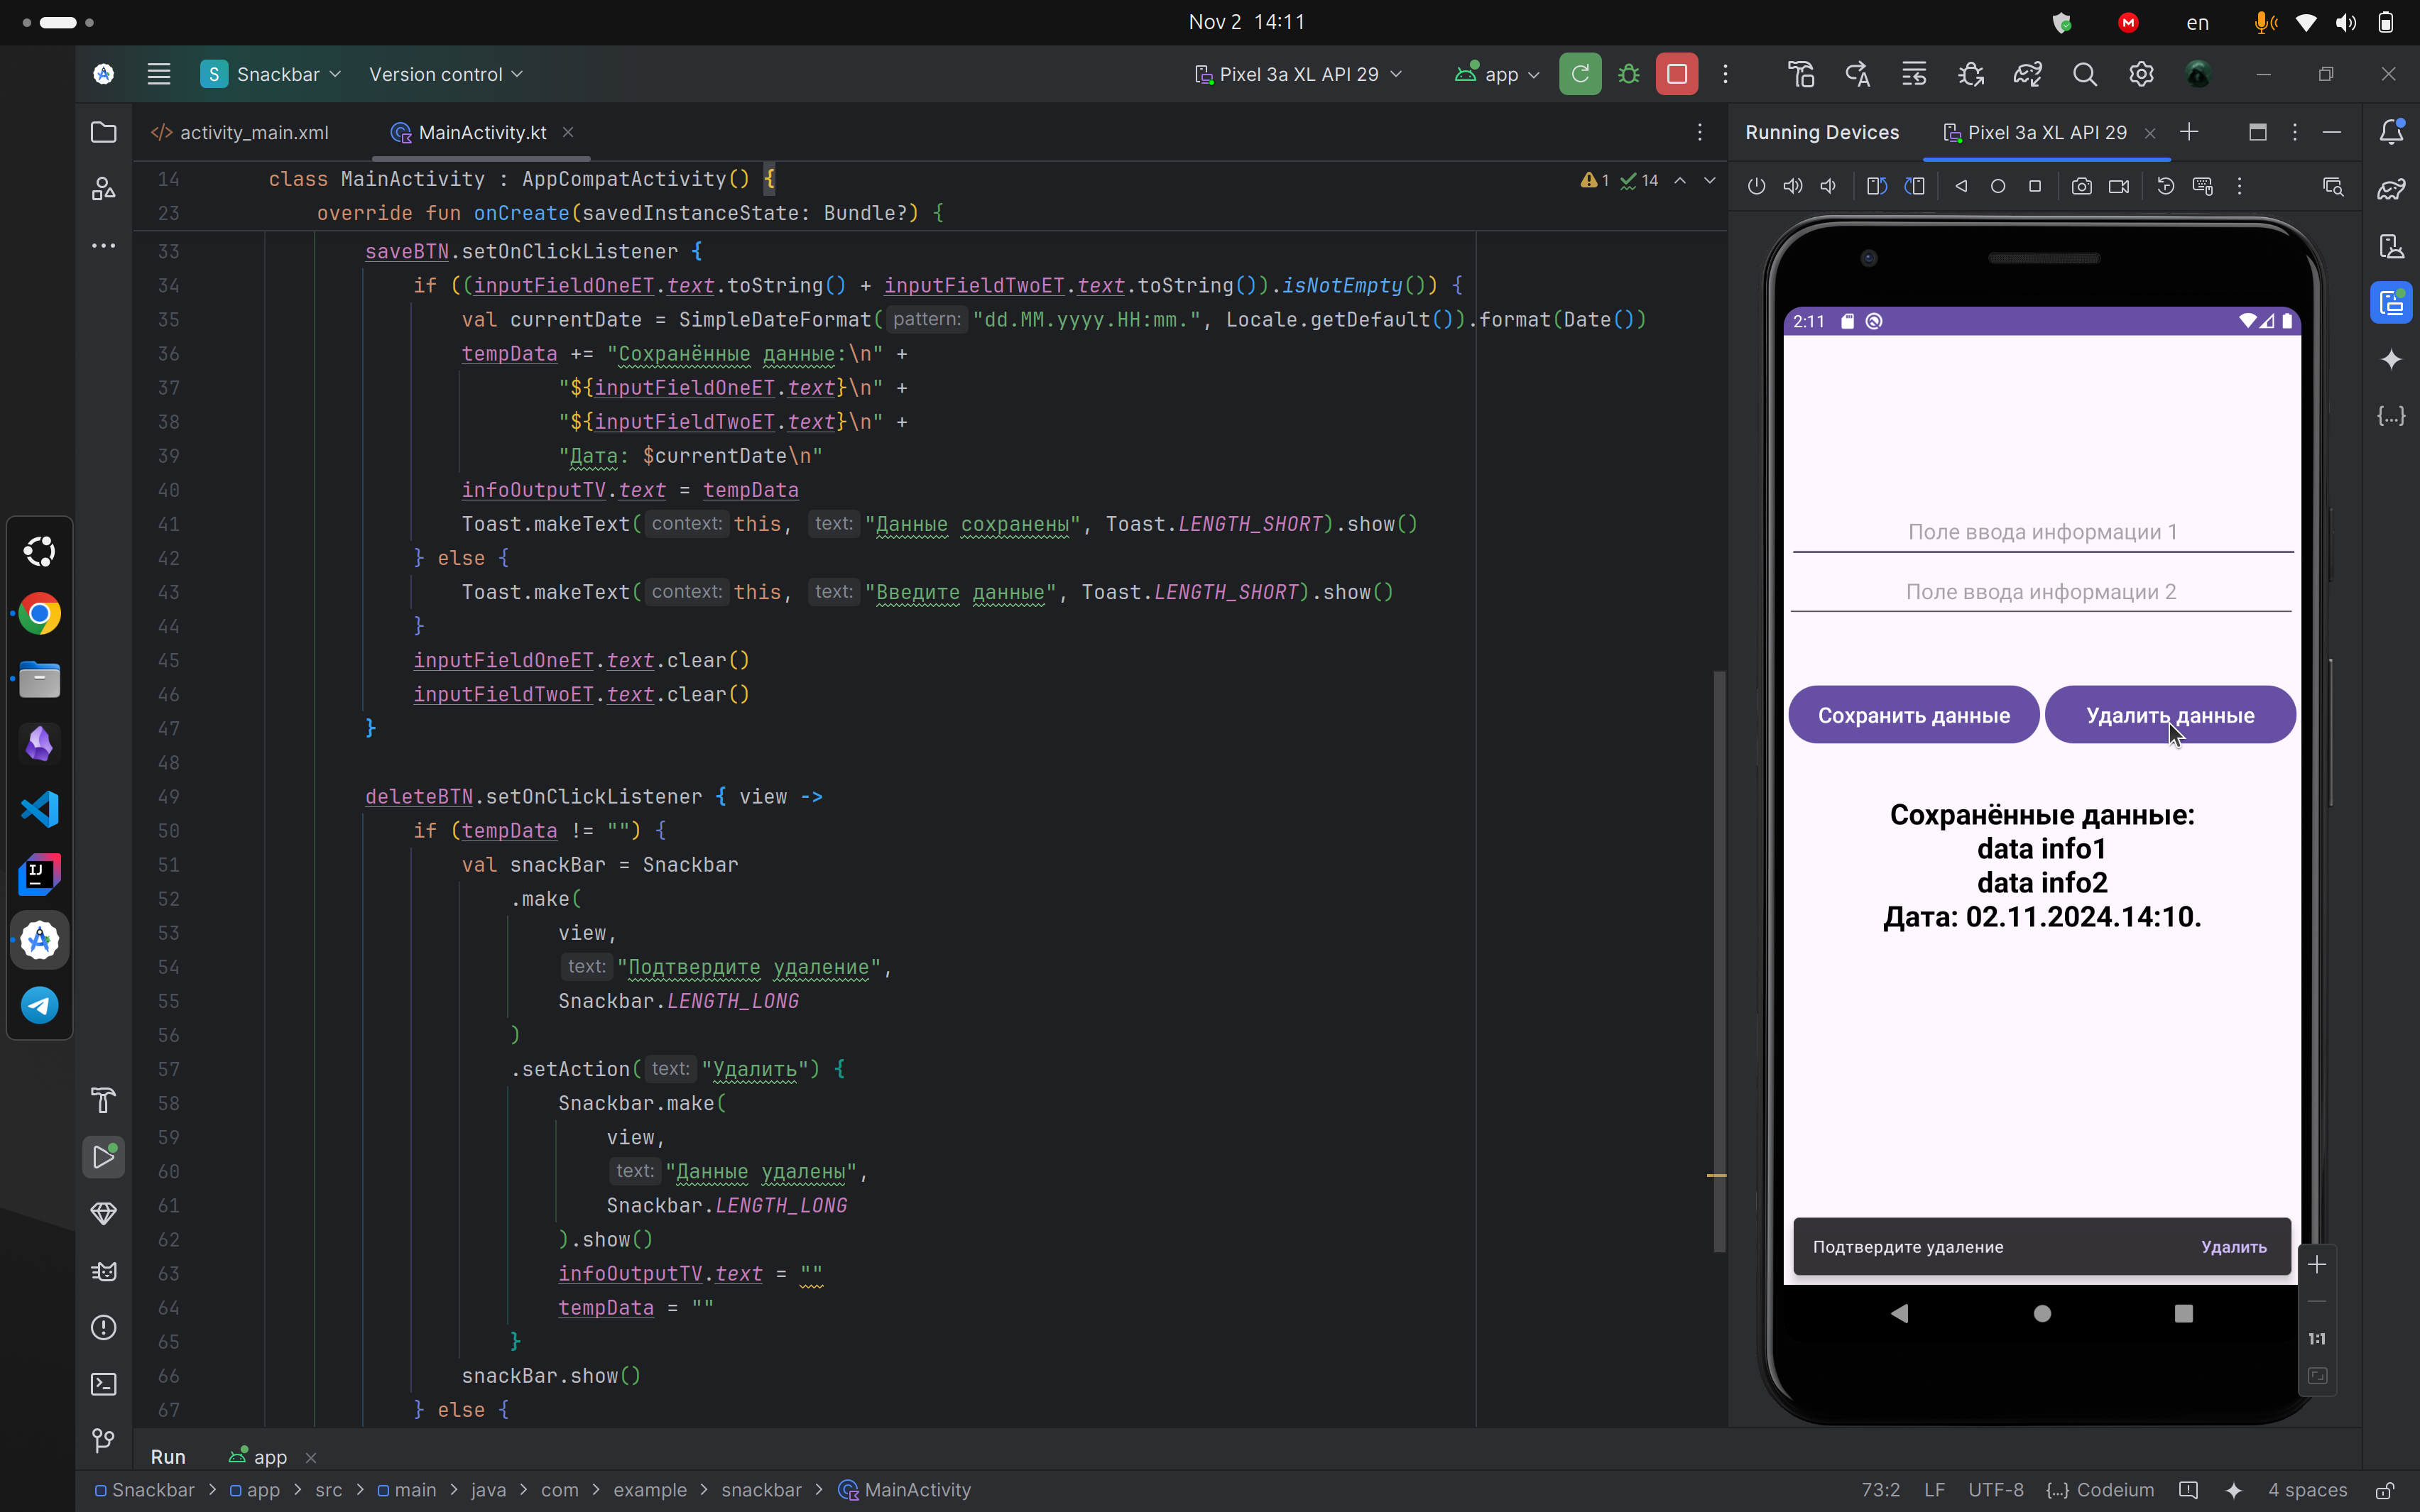 Nov 2 14:11
en
S Snackbar
Version control
Pixel 3a XL API 29
app
activity_main.xml
MainActivity.kt
Running Devices
Pixel 3a XL API 29
1 14
14 class MainActivity : AppCompatActivity() {
23 override fun onCreate(savedInstanceState: Bundle?) {
33 saveBTN.setOnClickListener {
34 if ((inputFieldOneET.text.toString() + inputFieldTwoET.text.toString()).isNotEmpty()) {
35 val currentDate = SimpleDateFormat( pattern: "dd.MM.yyyy.HH:mm.", Locale.getDefault()).format(Date())
36 tempData += "Сохранённые данные:\n" +
37 "${inputFieldOneET.text}\n" +
38 "${inputFieldTwoET.text}\n" +
39 "Дата: $currentDate\n"
40 infoOutputTV.text = tempData
41 Toast.makeText( context: this, text: "Данные сохранены", Toast.LENGTH_SHORT).show()
42 } else {
43 Toast.makeText( context: this, text: "Введите данные", Toast.LENGTH_SHORT).show()
44 }
45 inputFieldOneET.text.clear()
46 inputFieldTwoET.text.clear()
47 }
48
49 deleteBTN.setOnClickListener { view ->
50 if (tempData != "") {
51 val snackBar = Snackbar
52 .make(
53 view,
54 text: "Подтвердите удаление",
55 Snackbar.LENGTH_LONG
56 )
57 .setAction( text: "Удалить") {
58 Snackbar.make(
59 view,
60 text: "Данные удалены",
61 Snackbar.LENGTH_LONG
62 ).show()
63 infoOutputTV.text = ""
64 tempData = ""
65 }
66 snackBar.show()
67 } else {
2:11
Поле ввода информации 1
Поле ввода информации 2
Сохранить данные
Удалить данные
Сохранённые данные:
data info1
data info2
Дата: 02.11.2024.14:10.
Подтвердите удаление
Удалить
1:1
Run
app
Snackbar > app > src > main > java > com > example > snackbar > MainActivity
73:2
LF
UTF-8
{...} Codeium
4 spaces